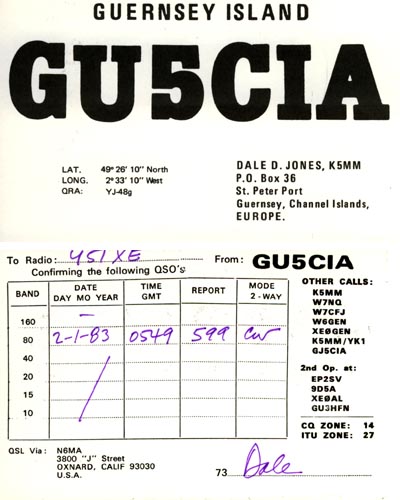 GUERNSEY ISLAND
GU5CIA
LAT. 49° 26' 10" North
LONG. 2° 33' 10" West
QRA: YJ-48g
DALE D. JONES, K5MM
P.O. Box 36
St. Peter Port
Guernsey, Channel Islands,
EUROPE.
To Radio: 4S1XE From: GU5CIA
Confirming the following QSO's
BAND DATE DAY MO YEAR TIME GMT REPORT MODE 2-WAY
160 —
80 2-1-83 0549 599 CW
40
20
15
10
OTHER CALLS:
K5MM
W7NQ
W7CFJ
W6GEN
XE0GEN
K5MM/YK1
GJ5CIA
2nd Op. at:
EP2SV
9D5A
XE0AL
GU3HFN
CQ ZONE: 14
ITU ZONE: 27
QSL Via: N6MA
3800 "J" Street
OXNARD, CALIF 93030
U.S.A.
73 Dale